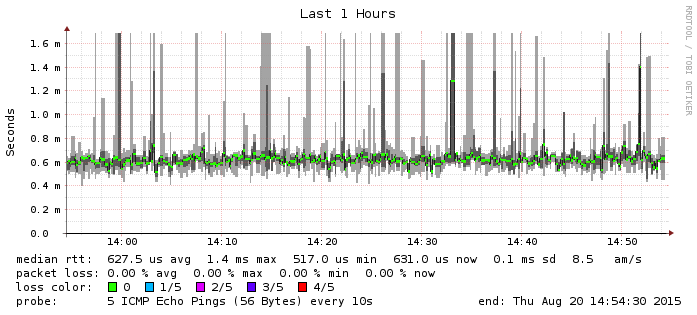 Last 1 Hours
RRDTOOL / TOBI OETIKER
Seconds
1.6 m
1.4 m
1.2 m
1.0 m
0.8 m
0.6 m
0.4 m
0.2 m
0.0
14:00 14:10 14:20 14:30 14:40 14:50
median rtt: 627.5 us avg 1.4 ms max 517.0 us min 631.0 us now 0.1 ms sd 8.5 am/s
packet loss: 0.00 % avg 0.00 % max 0.00 % min 0.00 % now
loss color: 0 1/5 2/5 3/5 4/5
probe: 5 ICMP Echo Pings (56 Bytes) every 10s end: Thu Aug 20 14:54:30 2015